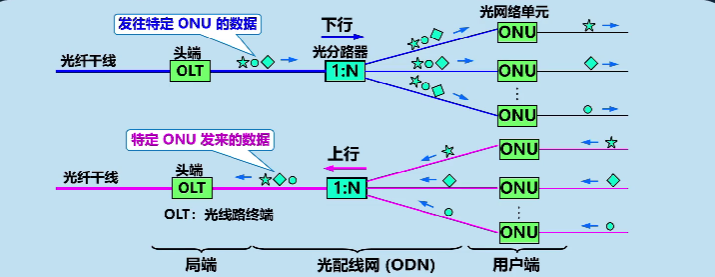 发往特定 ONU 的数据
下行
光网络单元
光纤干线
头端
OLT
光分路器
1:N
ONU
ONU
⋮
ONU
特定 ONU 发来的数据
上行
光纤干线
头端
OLT
1:N
ONU
ONU
⋮
ONU
OLT：光线路终端
局端
光配线网 (ODN)
用户端